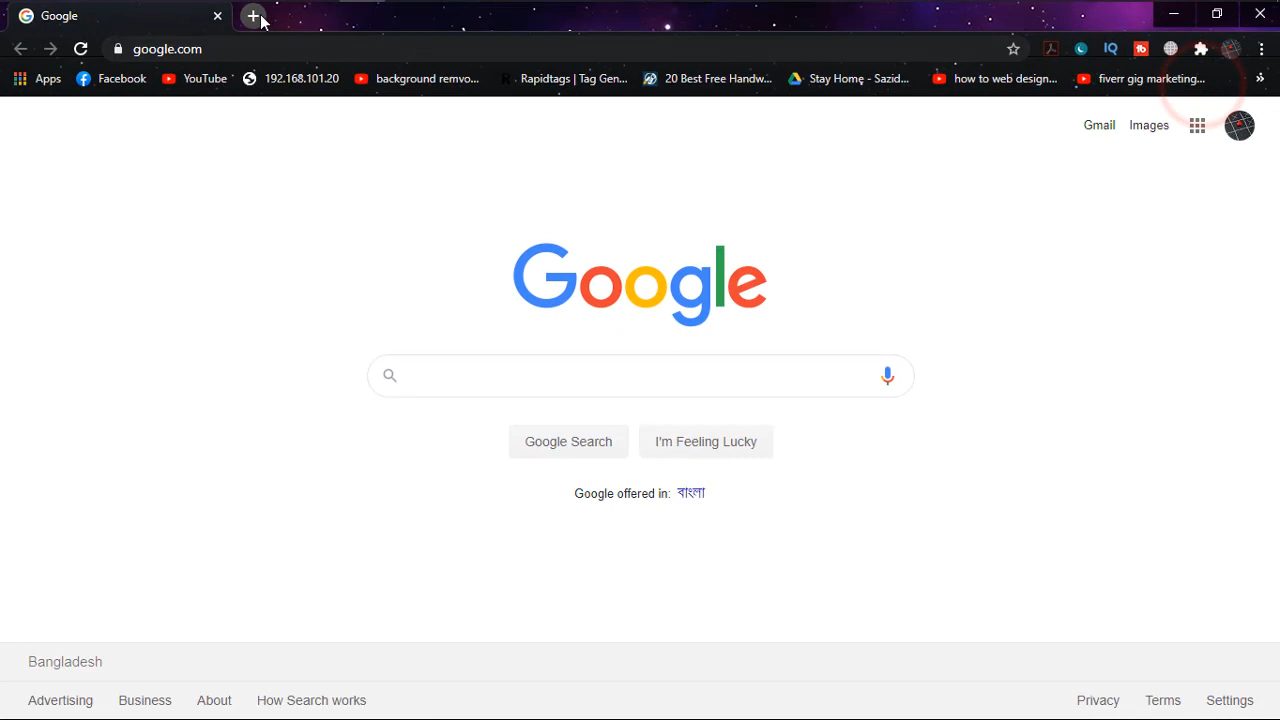 Google
google.com
Apps Facebook YouTube 192.168.101.20 background remvo... Rapidtags | Tag Gen... 20 Best Free Handw... Stay Home - Sazid... how to web design... fiverr gig marketing...
Gmail Images
Google
Google Search I'm Feeling Lucky
Google offered in: বাংলা
Bangladesh
Advertising Business About How Search works Privacy Terms Settings